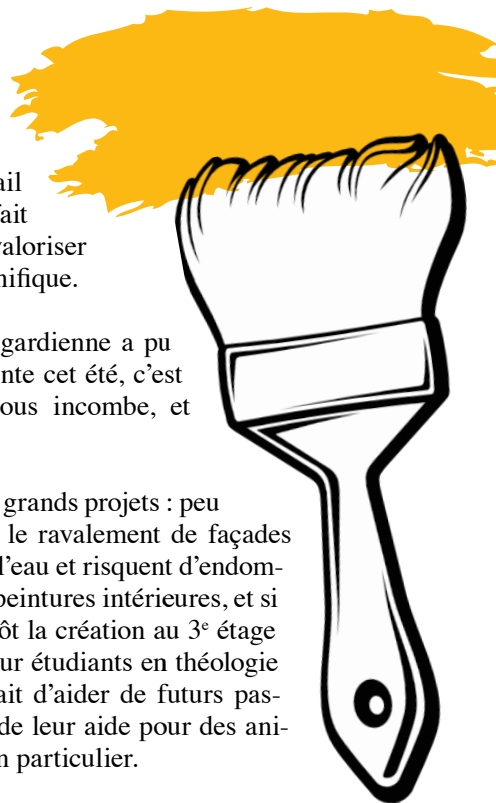 ail
ait
valoriser
nifique.
gardienne a pu
nte cet été, c'est
ous incombe, et
grands projets : peu
le ravalement de façades
l'eau et risquent d'endom-
peintures intérieures, et si
ôt la création au 3e étage
ur étudiants en théologie
ait d'aider de futurs pas-
de leur aide pour des ani-
n particulier.